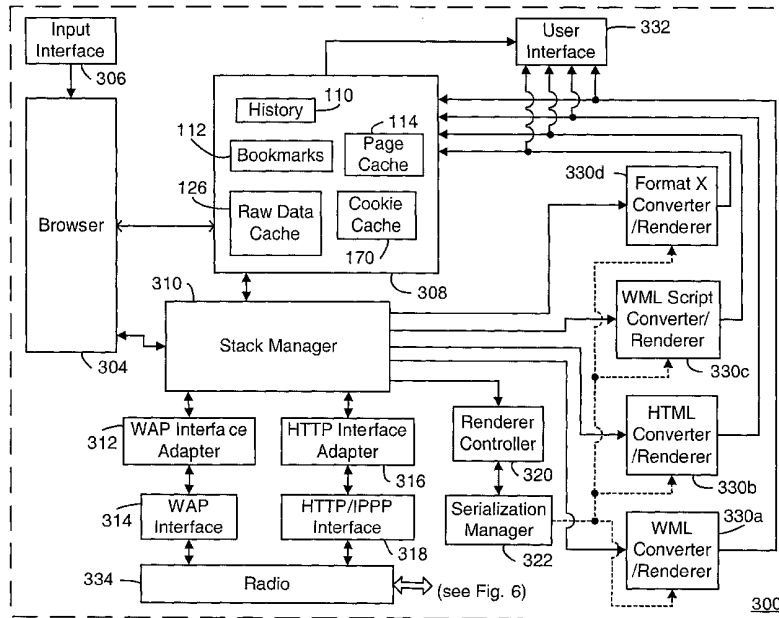 Input
Interface
306
User
Interface
332
History
110
112
Bookmarks
114
Page
Cache
126
Raw Data
Cache
Cookie
Cache
170
308
Browser
304
310
Stack Manager
330d
Format X
Converter
/Renderer
WML Script
Converter/
Renderer
330c
HTML
Converter
/Renderer
330b
330a
WML
Converter
/Renderer
312
WAP Interface
Adapter
HTTP Interface
Adapter
316
Renderer
Controller
320
314
WAP
Interface
HTTP/IPPP
Interface
318
Serialization
Manager
322
334
Radio
(see Fig. 6)
300